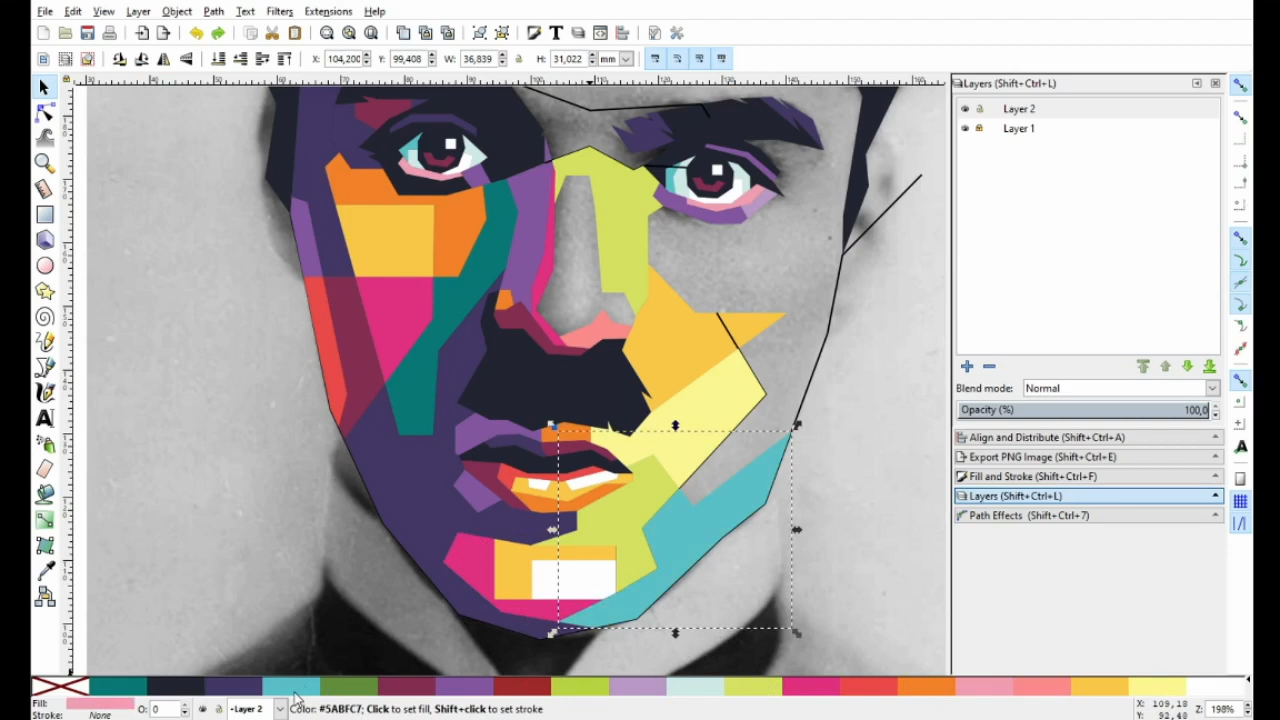 File Edit View Layer Object Path Text Filters Extensions Help
X: 104,200 Y: 99,408 W: 36,839 H: 31,022 mm
Layers (Shift+Ctrl+L)
Layer 2
Layer 1
Blend mode: Normal
Opacity (%) 100,0
Align and Distribute (Shift+Ctrl+A)
Export PNG Image (Shift+Ctrl+E)
Fill and Stroke (Shift+Ctrl+F)
Layers (Shift+Ctrl+L)
Path Effects (Shift+Ctrl+7)
Fill: O: 0 Layer 2 Color: #5ABFC7; Click to set fill, Shift+click to set stroke X: 109,18 Z: 198%
Stroke: None Y: 92,48